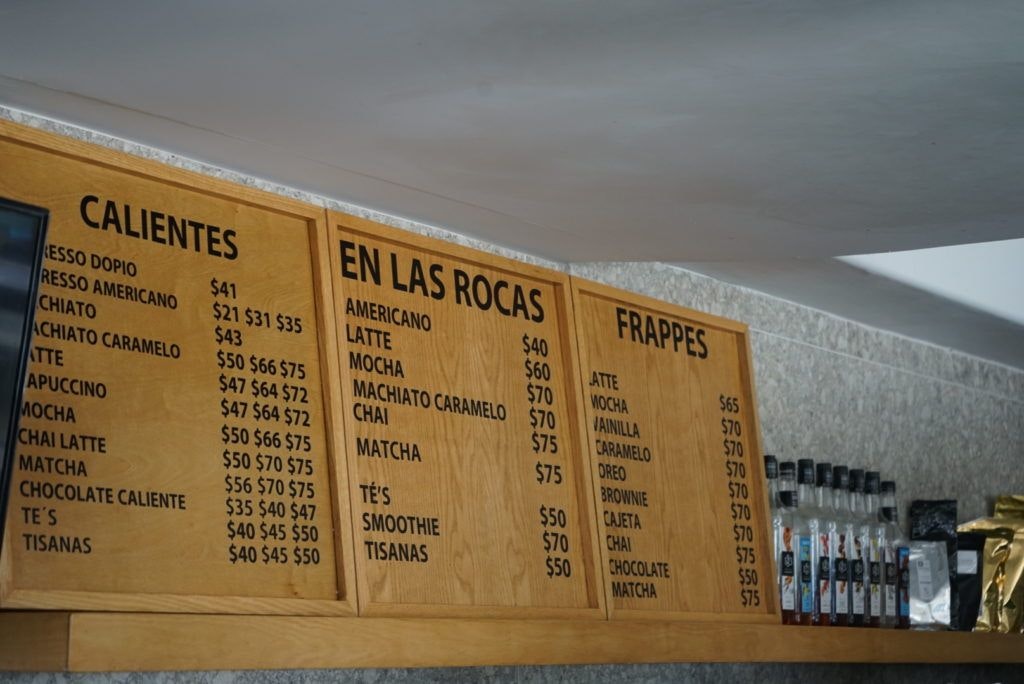 CALIENTES
RESSO DOPIO $41
RESSO AMERICANO $21 $31 $35
CHIATO $43
ACHIATO CARAMELO $50 $66 $75
ATTE $47 $64 $72
APUCCINO $47 $64 $72
MOCHA $50 $66 $75
CHAI LATTE $50 $70 $75
MATCHA $56 $70 $75
CHOCOLATE CALIENTE $35 $40 $47
TE´S $40 $45 $50
TISANAS $40 $45 $50
EN LAS ROCAS
AMERICANO $40
LATTE $60
MOCHA $70
MACHIATO CARAMELO $70
CHAI $75
MATCHA $75
TÉ'S $50
SMOOTHIE $70
TISANAS $50
FRAPPES
LATTE $65
MOCHA $70
VAINILLA $70
CARAMELO $70
OREO $70
BROWNIE $70
CAJETA $70
CHAI $75
CHOCOLATE $50
MATCHA $75